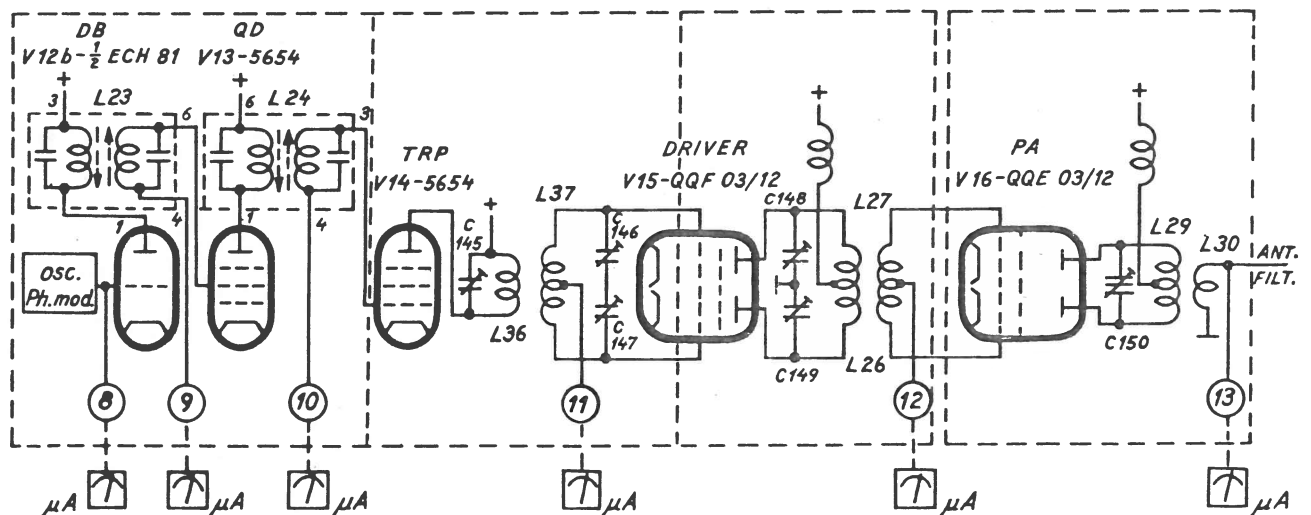 DB
V12b-½ ECH 81
QD
V13-5654
+
+
3
L23
6
6
L24
3
1
4
1
4
OSC.
Ph.mod.
TRP
V14-5654
C
145
+
L36
L37
C
146
C
147
DRIVER
V15-QQF 03/12
+
C148
C149
L27
L26
PA
V16-QQE 03/12
+
L29
C150
L30
ANT.
FILT.
8
9
10
11
12
13
µA
µA
µA
µA
µA
µA